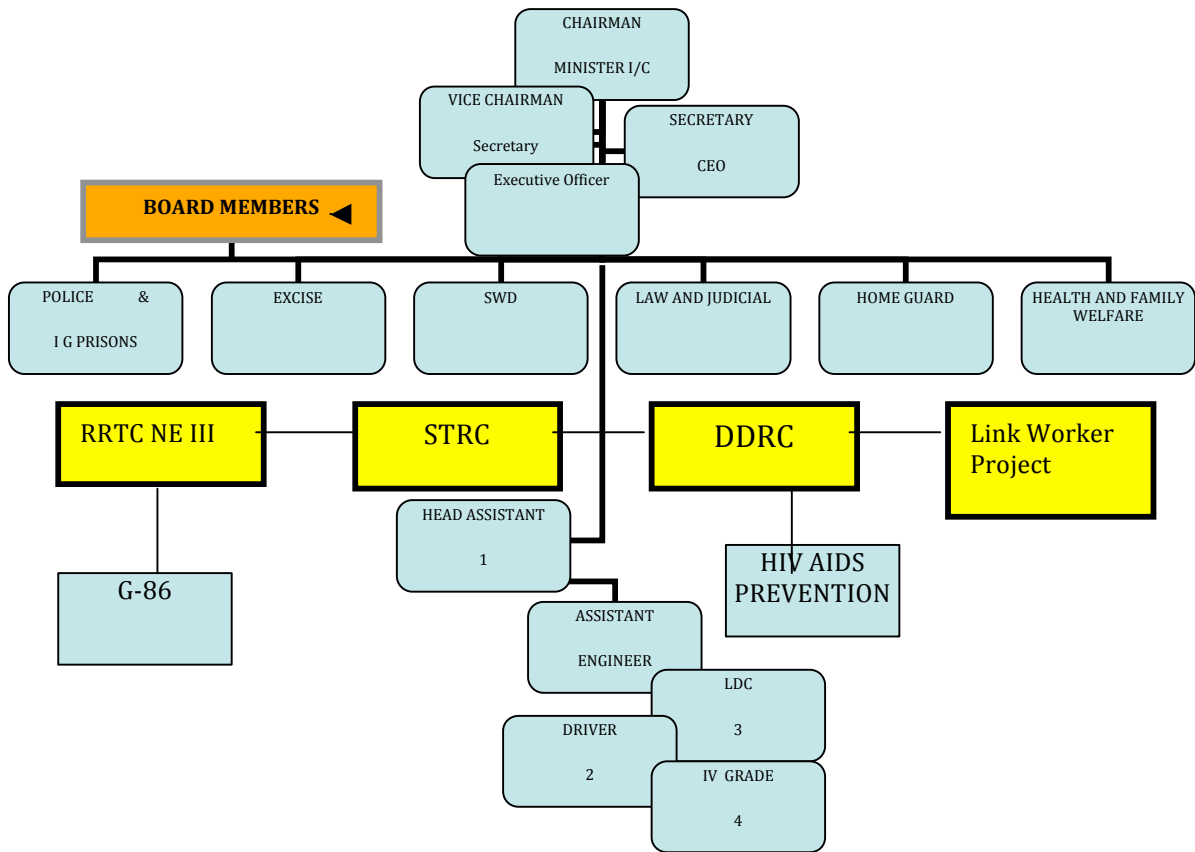 CHAIRMAN
MINISTER I/C
VICE CHAIRMAN
Secretary
SECRETARY
CEO
Executive Officer
BOARD MEMBERS
POLICE &
I G PRISONS
EXCISE
SWD
LAW AND JUDICIAL
HOME GUARD
HEALTH AND FAMILY
WELFARE
RRTC NE III
STRC
DDRC
Link Worker
Project
HEAD ASSISTANT
1
G-86
HIV AIDS
PREVENTION
ASSISTANT
ENGINEER
LDC
3
DRIVER
2
IV GRADE
4